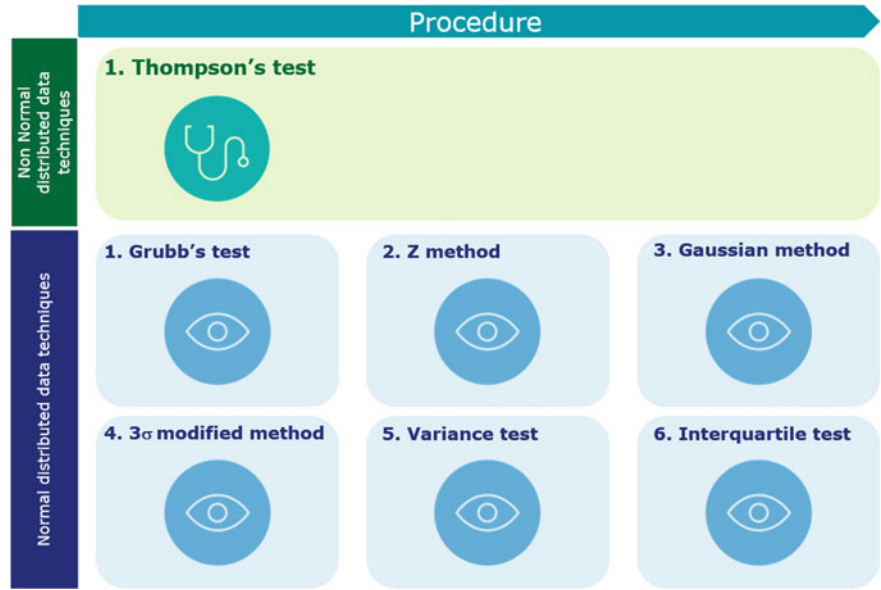 Procedure
Non Normal
distributed data
techniques
1. Thompson's test
Normal distributed data techniques
1. Grubb's test
2. Z method
3. Gaussian method
4. 3σ modified method
5. Variance test
6. Interquartile test